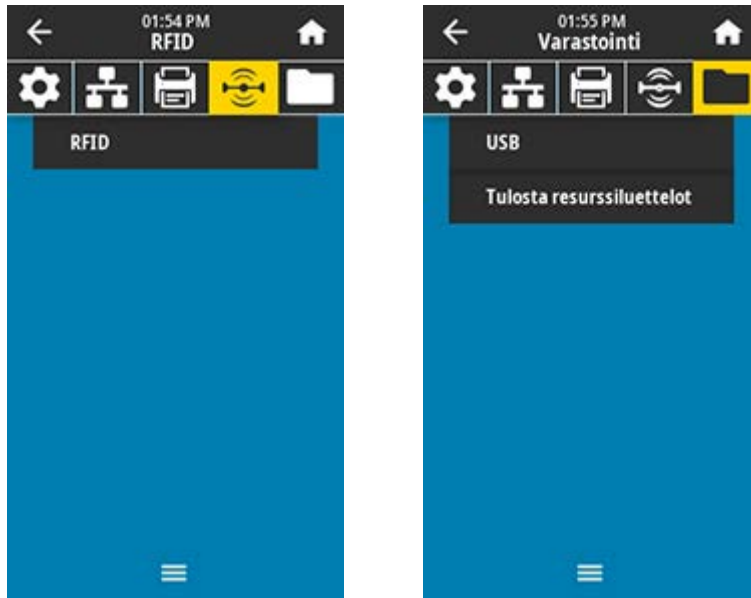 01:54 PM
RFID
RFID
01:55 PM
Varastointi
USB
Tulosta resurssiluettelot